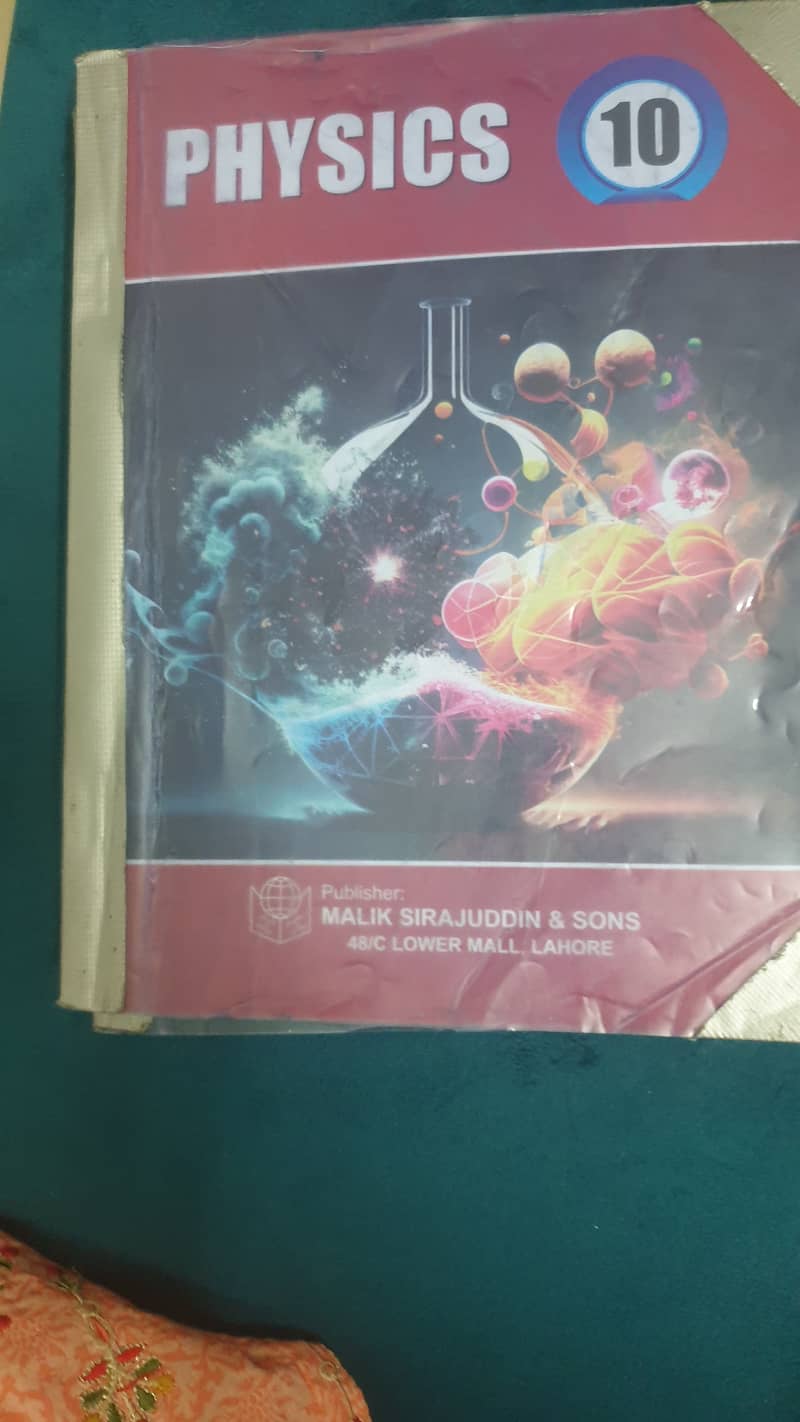 PHYSICS
10
Publisher:
MALIK SIRAJUDDIN & SONS
48/C LOWER MALL, LAHORE